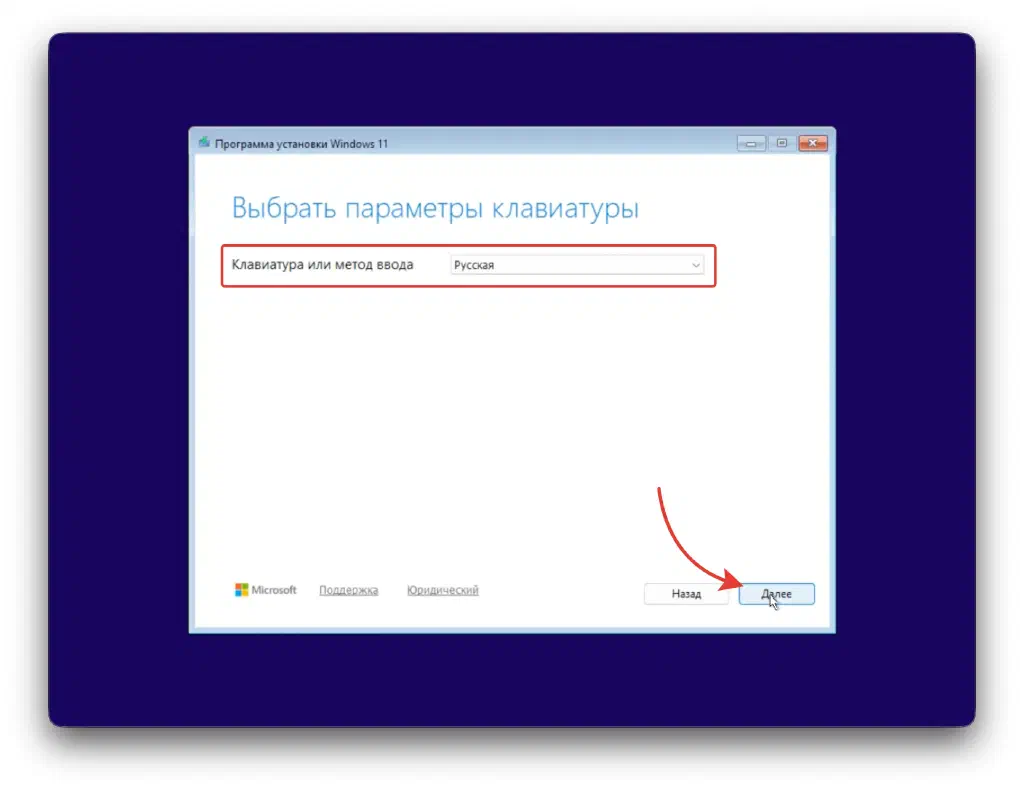 Программа установки Windows 11
Выбрать параметры клавиатуры
Клавиатура или метод ввода Русская
Microsoft Поддержка Юридический Назад Далее